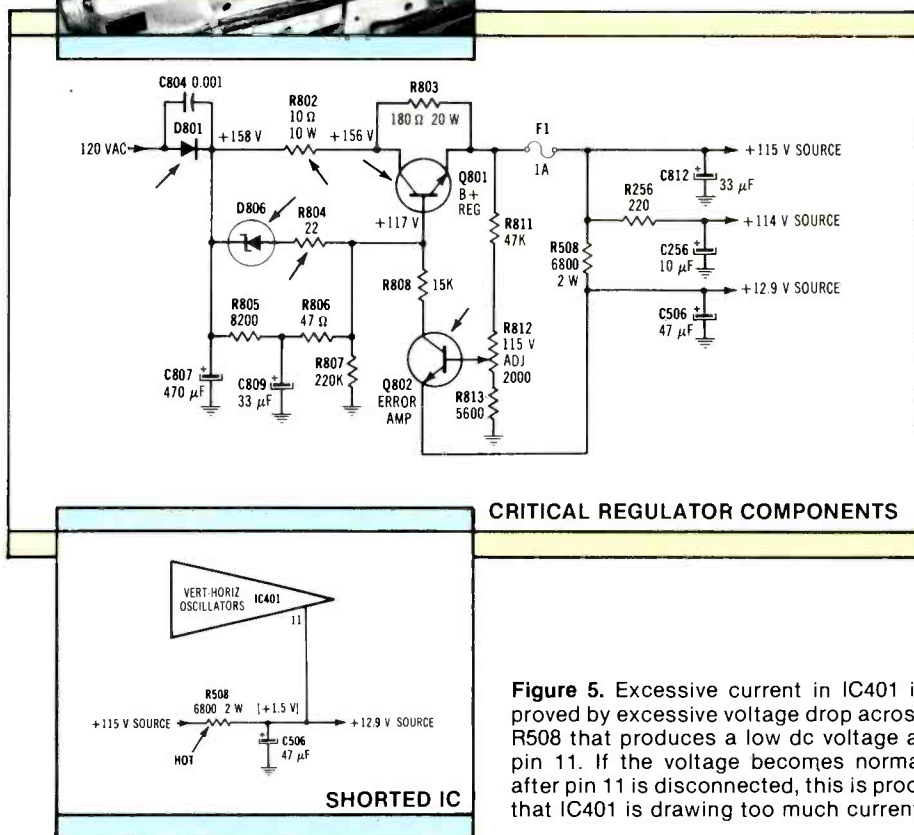 C804 0.001
D801
120 VAC
+158 V
R802
10 Ω
10 W
+156 V
R803
180 Ω 20 W
Q801
B+
REG
+117 V
F1
1A
+115 V SOURCE
C812
+
33 μF
R256
220
+114 V SOURCE
C256
+
10 μF
R508
6800
2 W
+12.9 V SOURCE
C506
+
47 μF
D806
R804
22
R811
47K
R808
15K
R805
8200
R806
47 Ω
R807
220K
C807
+
470 μF
C809
+
33 μF
Q802
ERROR
AMP
R812
115 V
ADJ
2000
R813
5600
CRITICAL REGULATOR COMPONENTS
VERT-HORIZ
OSCILLATORS
IC401
11
R508
6800 2 W
[+1.5 V]
+115 V SOURCE
+12.9 V SOURCE
HOT
+
C506
47 μF
SHORTED IC
Figure 5. Excessive current in IC401 i
proved by excessive voltage drop acros
R508 that produces a low dc voltage a
pin 11. If the voltage becomes norma
after pin 11 is disconnected, this is proo
that IC401 is drawing too much current